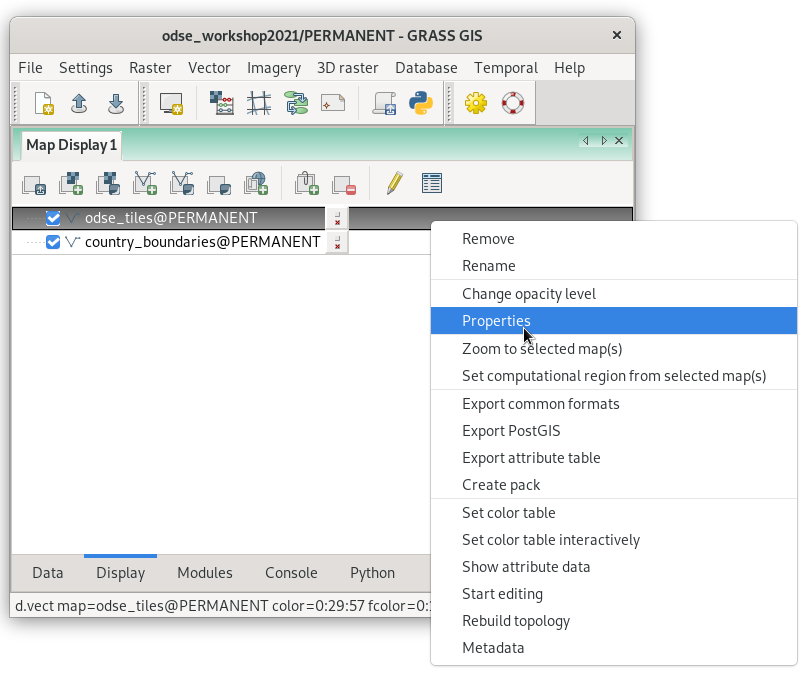 odse_workshop2021/PERMANENT - GRASS GIS
File Settings Raster Vector Imagery 3D raster Database Temporal Help
Map Display 1
odse_tiles@PERMANENT
country_boundaries@PERMANENT
Remove
Rename
Change opacity level
Properties
Zoom to selected map(s)
Set computational region from selected map(s)
Export common formats
Export PostGIS
Export attribute table
Create pack
Set color table
Set color table interactively
Show attribute data
Start editing
Rebuild topology
Metadata
Data Display Modules Console Python
d.vect map=odse_tiles@PERMANENT color=0:29:57 fcolor=0: